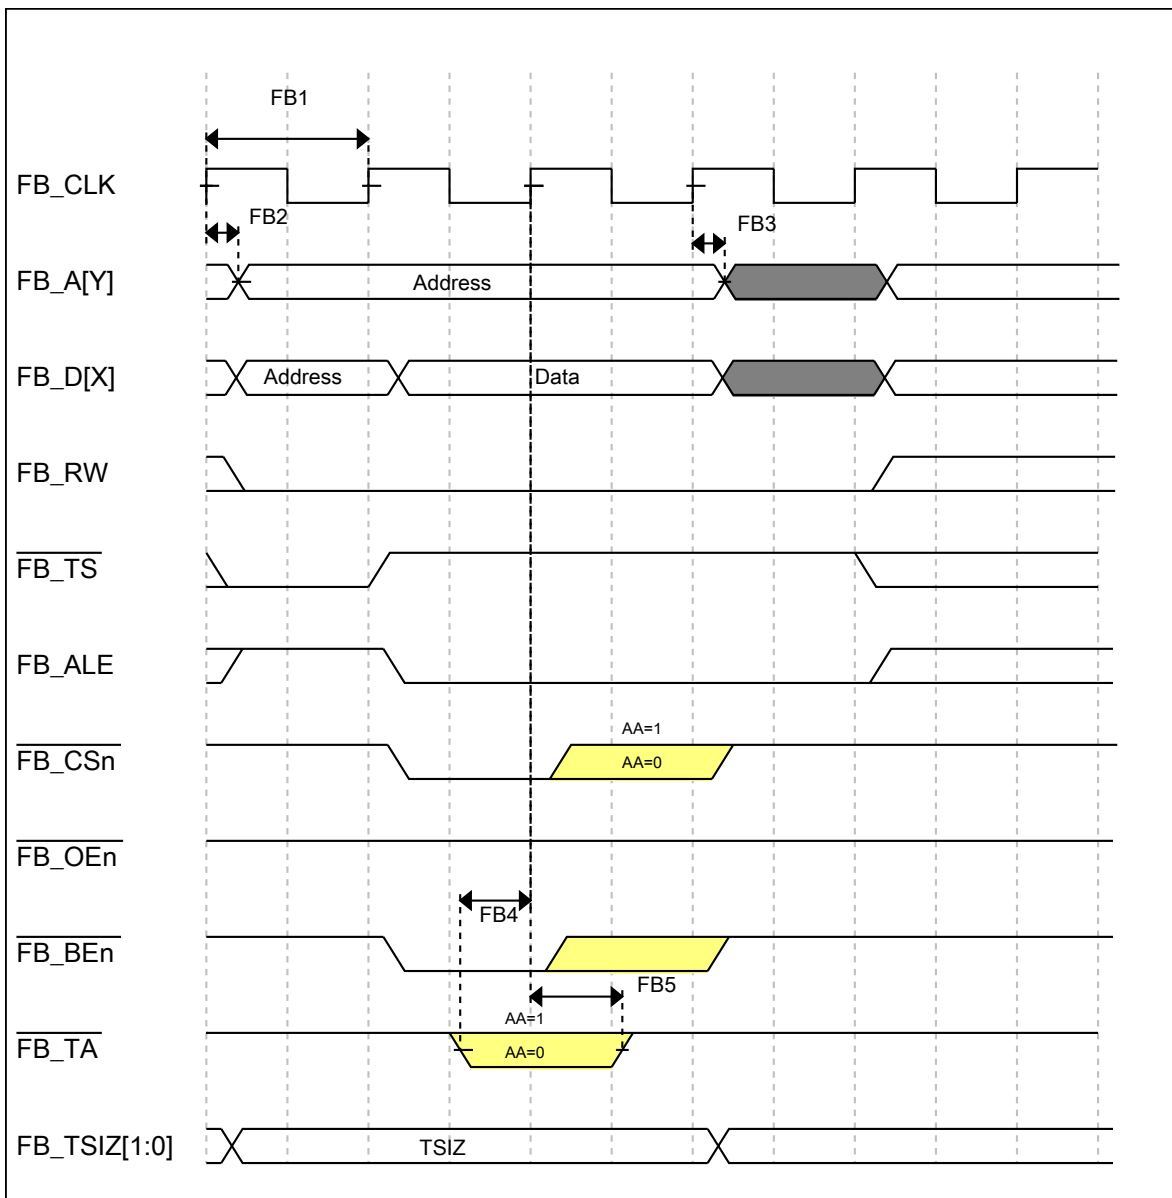 FB1
FB_CLK
FB2
FB3
FB_A[Y]
Address
FB_D[X]
Address
Data
FB_RW
FB_TS
FB_ALE
AA=1
FB_CSn
AA=0
FB_OEn
FB4
FB_BEn
FB5
AA=1
FB_TA
AA=0
FB_TSIZ[1:0]
TSIZ